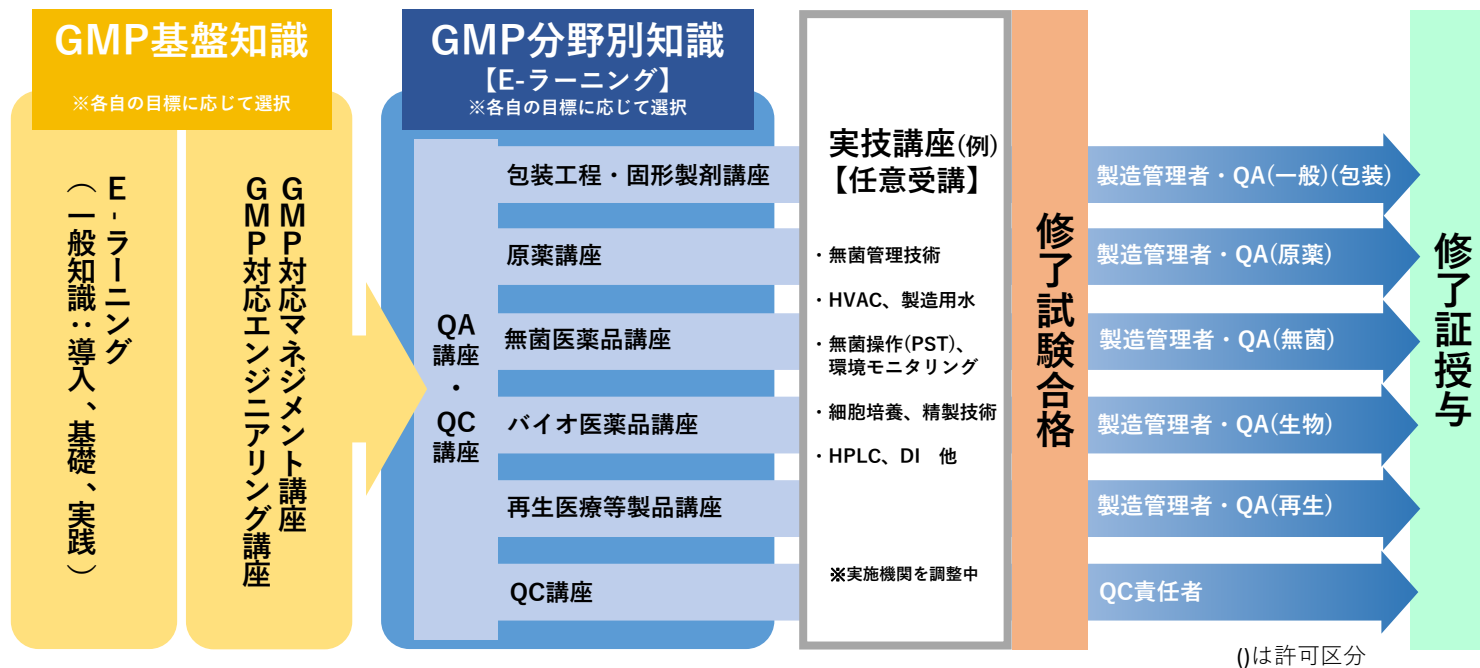 GMP基盤知識
※各自の目標に応じて選択
E-ラーニング
（一般知識：導入、基礎、実践）
GMP対応マネジメント講座
GMP対応エンジニアリング講座
GMP分野別知識
【E-ラーニング】
※各自の目標に応じて選択
QA
講座
・
QC
講座
包装工程・固形製剤講座
原薬講座
無菌医薬品講座
バイオ医薬品講座
再生医療等製品講座
QC講座
実技講座(例)
【任意受講】
・無菌管理技術
・HVAC、製造用水
・無菌操作(PST)、
環境モニタリング
・細胞培養、精製技術
・HPLC、DI　他
※実施機関を調整中
修了試験合格
製造管理者・QA(一般)(包装)
製造管理者・QA(原薬)
製造管理者・QA(無菌)
製造管理者・QA(生物)
製造管理者・QA(再生)
QC責任者
修了証授与
()は許可区分